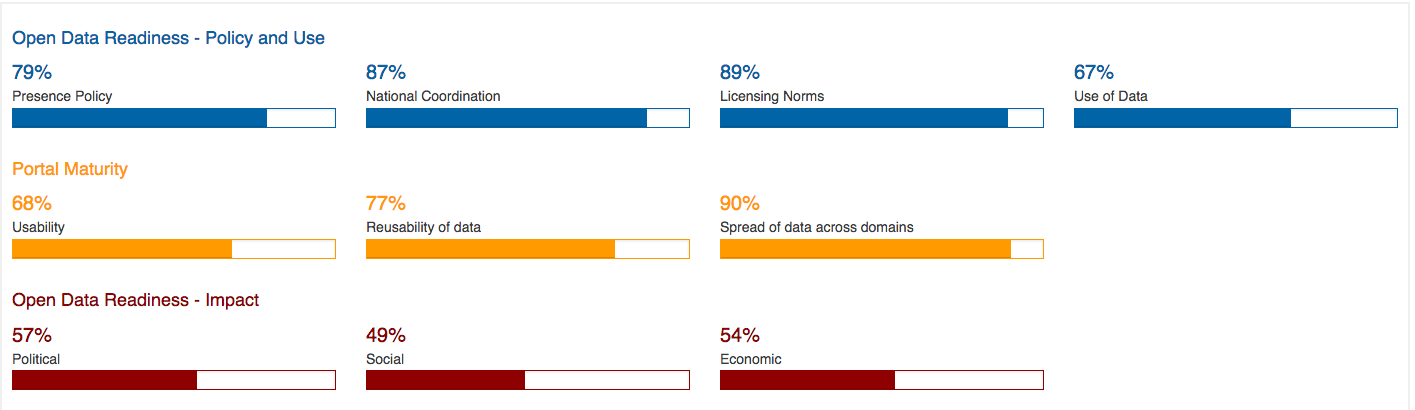 Open Data Readiness - Policy and Use
79% 87% 89% 67%
Presence Policy National Coordination Licensing Norms Use of Data
Portal Maturity
68% 77% 90%
Usability Reusability of data Spread of data across domains
Open Data Readiness - Impact
57% 49% 54%
Political Social Economic